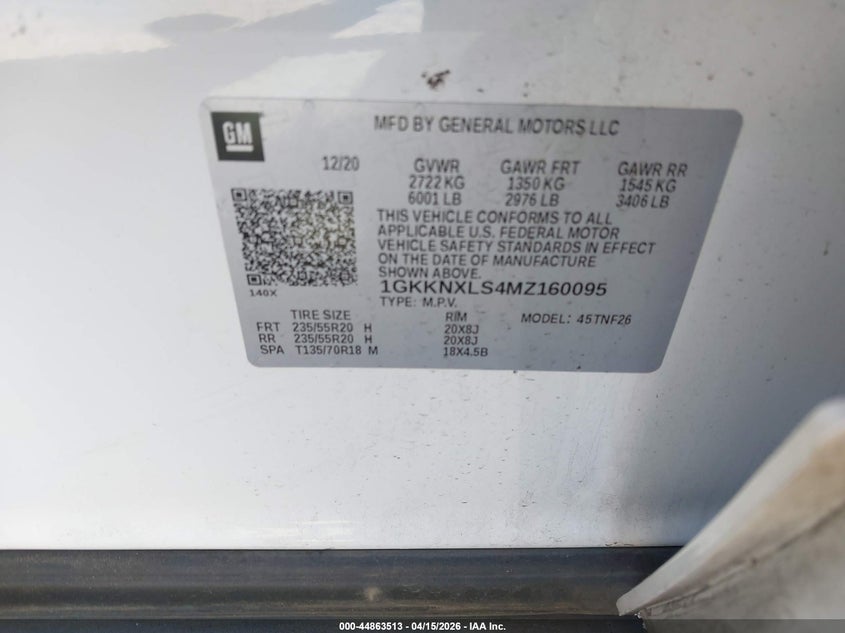 GM
MFD BY GENERAL MOTORS LLC
12/20 GVWR GAWR FRT GAWR RR
2722 KG 1350 KG 1545 KG
6001 LB 2976 LB 3406 LB
THIS VEHICLE CONFORMS TO ALL
APPLICABLE U.S. FEDERAL MOTOR
VEHICLE SAFETY STANDARDS IN EFFECT
ON THE DATE OF MANUFACTURE
SHOWN ABOVE.
140X
1GKKNXLS4MZ160095
TYPE: M.P.V.
TIRE SIZE RIM MODEL: 45TNF26
FRT 235/55R20 H 20X8J
RR 235/55R20 H 20X8J
SPA T135/70R18 M 18X4.5B
000-44863513 - 04/15/2026 - IAA Inc.